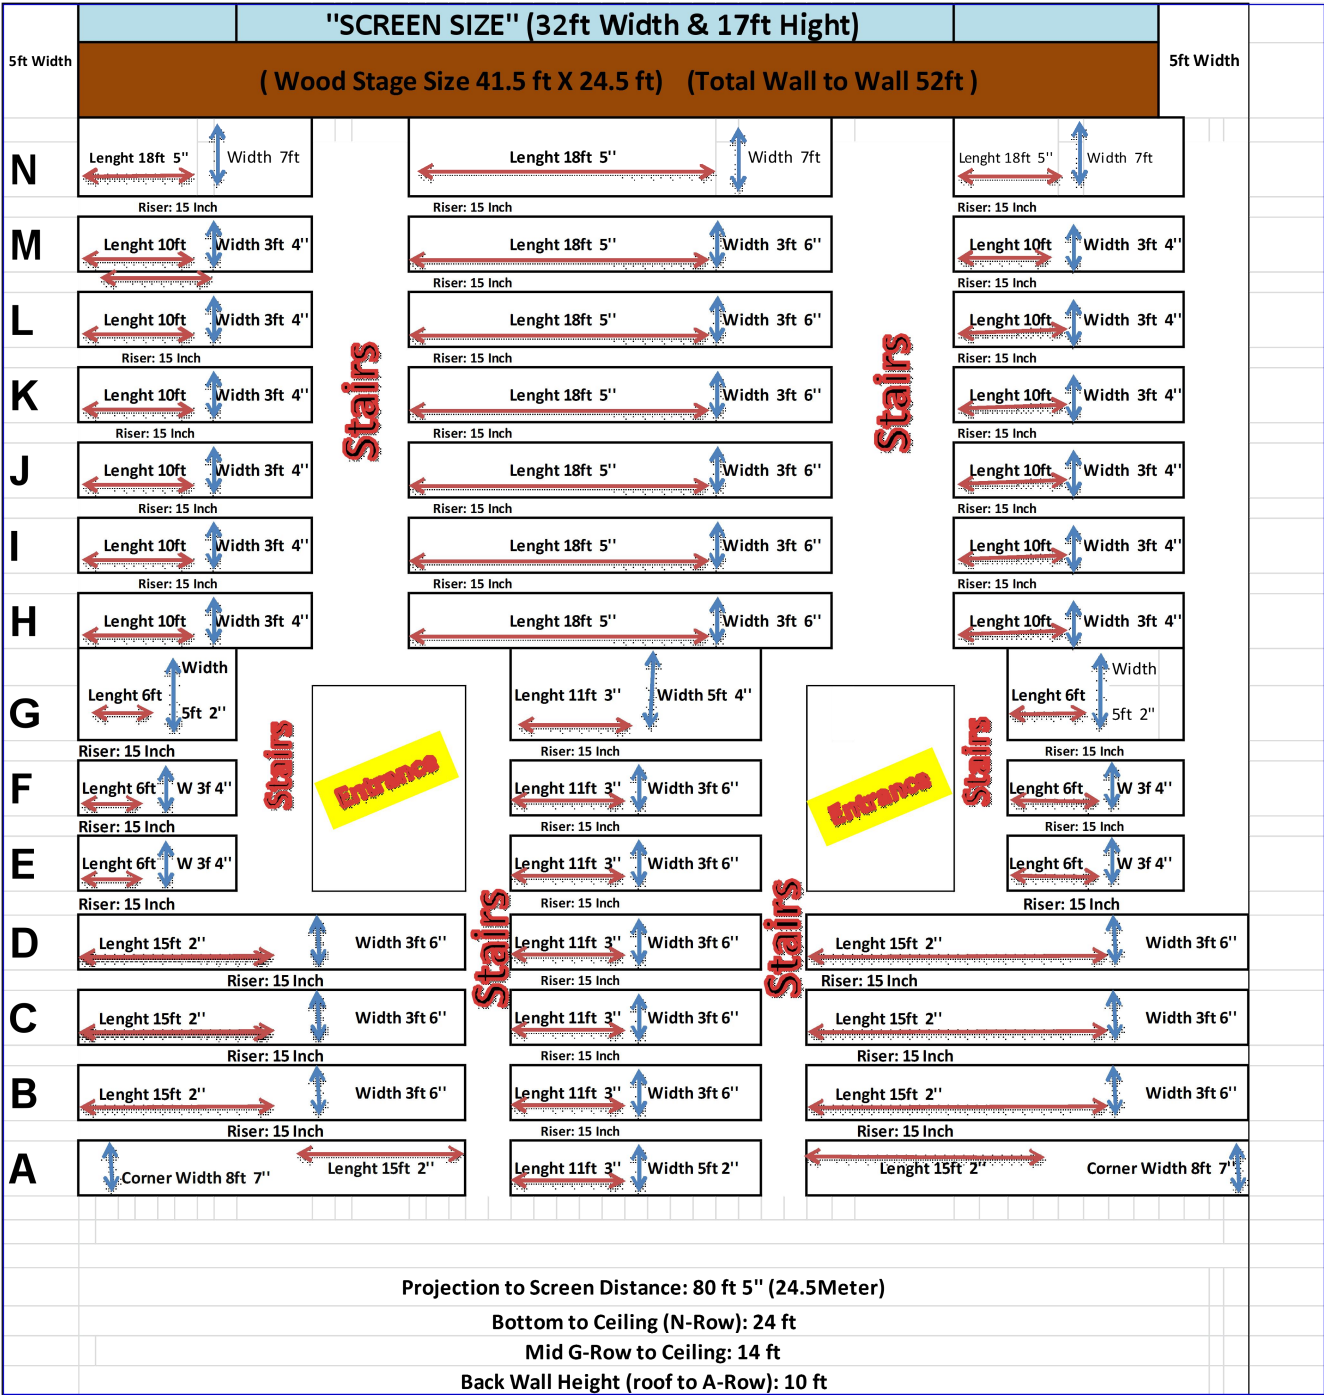 "SCREEN SIZE" (32ft Width & 17ft Hight)
5ft Width
5ft Width
( Wood Stage Size 41.5 ft X 24.5 ft) (Total Wall to Wall 52ft )
N Lenght 18ft 5'' Width 7ft Lenght 18ft 5'' Width 7ft Lenght 18ft 5'' Width 7ft
Riser: 15 Inch Riser: 15 Inch Riser: 15 Inch
M Lenght 10ft Width 3ft 4'' Lenght 18ft 5'' Width 3ft 6'' Lenght 10ft Width 3ft 4''
Riser: 15 Inch Riser: 15 Inch
L Lenght 10ft Width 3ft 4'' Lenght 18ft 5'' Width 3ft 6'' Lenght 10ft Width 3ft 4''
Riser: 15 Inch Riser: 15 Inch Riser: 15 Inch
Stairs
Stairs
K Lenght 10ft Width 3ft 4'' Lenght 18ft 5'' Width 3ft 6'' Lenght 10ft Width 3ft 4''
Riser: 15 Inch Riser: 15 Inch Riser: 15 Inch
J Lenght 10ft Width 3ft 4'' Lenght 18ft 5'' Width 3ft 6'' Lenght 10ft Width 3ft 4''
Riser: 15 Inch Riser: 15 Inch Riser: 15 Inch
I Lenght 10ft Width 3ft 4'' Lenght 18ft 5'' Width 3ft 6'' Lenght 10ft Width 3ft 4''
Riser: 15 Inch Riser: 15 Inch Riser: 15 Inch
H Lenght 10ft Width 3ft 4'' Lenght 18ft 5'' Width 3ft 6'' Lenght 10ft Width 3ft 4''
Width Width
G Lenght 6ft Lenght 11ft 3'' Width 5ft 4'' Lenght 6ft
5ft 2'' 5ft 2''
Riser: 15 Inch Riser: 15 Inch Riser: 15 Inch
Stairs
Entrance
Entrance
Stairs
F Lenght 6ft W 3f 4'' Lenght 11ft 3'' Width3ft 6'' Lenght 6ft W 3f 4''
Riser: 15 Inch Riser: 15 Inch Riser: 15 Inch
E Lenght 6ft W 3f 4'' Lenght 11ft 3'' Width3ft 6'' Lenght 6ft W 3f 4''
Riser: 15 Inch Riser: 15 Inch Riser: 15 Inch
Stairs
Stairs
D Lenght 15ft 2'' Width 3ft 6'' Lenght 11ft 3'' Width3ft 6'' Lenght 15ft 2'' Width3ft 6''
Riser: 15 Inch Riser: 15 Inch Riser: 15 Inch
C Lenght 15ft 2'' Width 3ft 6'' Lenght 11ft 3'' Width3ft 6'' Lenght 15ft 2'' Width3ft 6''
Riser: 15 Inch Riser: 15 Inch Riser: 15 Inch
B Lenght 15ft 2'' Width 3ft 6'' Lenght 11ft 3'' Width3ft 6'' Lenght 15ft 2'' Width3ft 6''
Riser: 15 Inch Riser: 15 Inch Riser: 15 Inch
A Corner Width 8ft 7'' Lenght 15ft 2'' Lenght 11ft 3'' Width 5ft 2'' Lenght 15ft 2'' Corner Width 8ft 7''
Projection to Screen Distance: 80 ft 5" (24.5Meter)
Bottom to Ceiling (N-Row): 24 ft
Mid G-Row to Ceiling: 14 ft
Back Wall Height (roof to A-Row): 10 ft